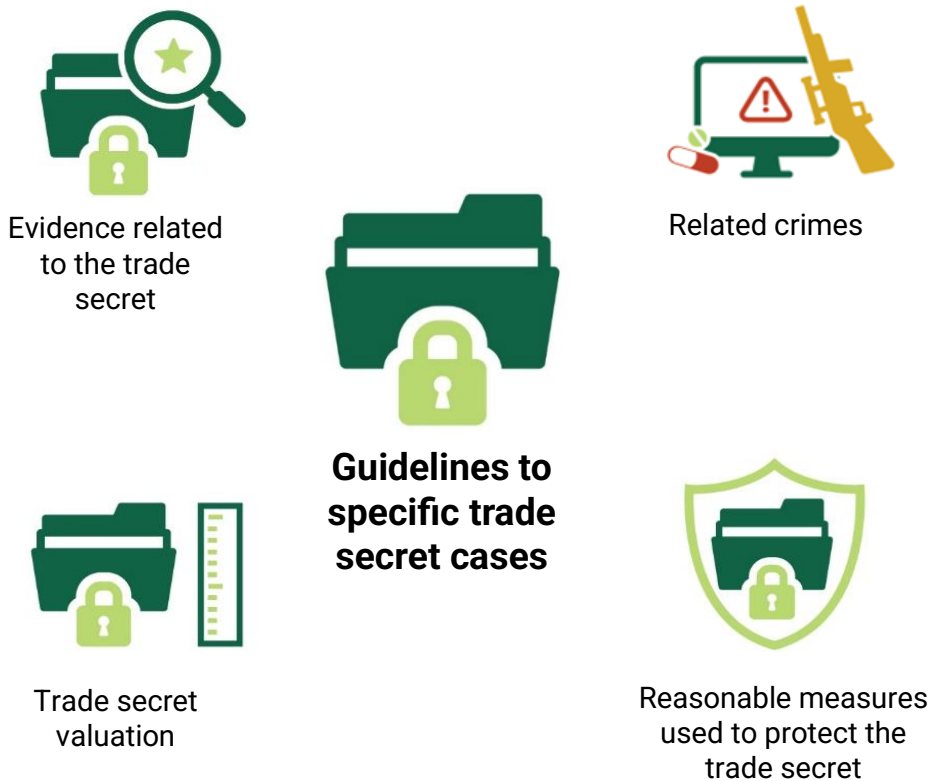 Evidence related
to the trade
secret
Related crimes
Guidelines to
specific trade
secret cases
Trade secret
valuation
Reasonable measures
used to protect the
trade secret